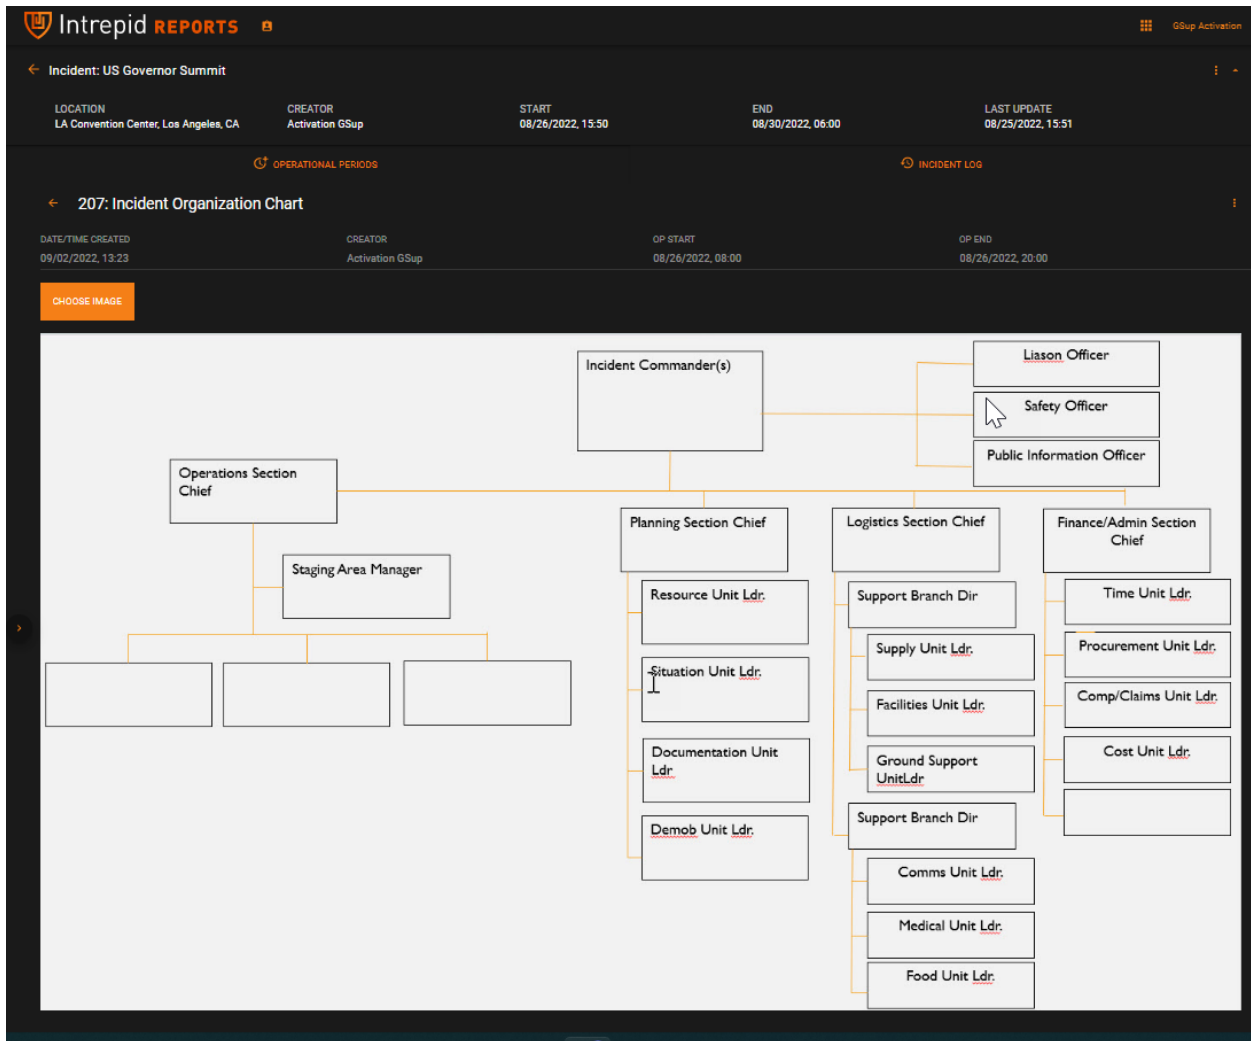 Intrepid REPORTS
GSup Activation
Incident: US Governor Summit
LOCATION
LA Convention Center, Los Angeles, CA
CREATOR
Activation GSup
START
08/26/2022, 15:50
END
08/30/2022, 06:00
LAST UPDATE
08/25/2022, 15:51
OPERATIONAL PERIODS
INCIDENT LOG
207: Incident Organization Chart
DATE/TIME CREATED
09/02/2022, 13:23
CREATOR
Activation GSup
OP START
08/26/2022, 08:00
OP END
08/26/2022, 20:00
CHOOSE IMAGE
Incident Commander(s)
Liason Officer
Safety Officer
Public Information Officer
Operations Section
Chief
Staging Area Manager
Planning Section Chief
Resource Unit Ldr.
Situation Unit Ldr.
Documentation Unit
Ldr
Demob Unit Ldr.
Logistics Section Chief
Support Branch Dir
Supply Unit Ldr.
Facilities Unit Ldr.
Ground Support
UnitLdr
Support Branch Dir
Comms Unit Ldr.
Medical Unit Ldr.
Food Unit Ldr.
Finance/Admin Section
Chief
Time Unit Ldr.
Procurement Unit Ldr.
Comp/Claims Unit Ldr.
Cost Unit Ldr.